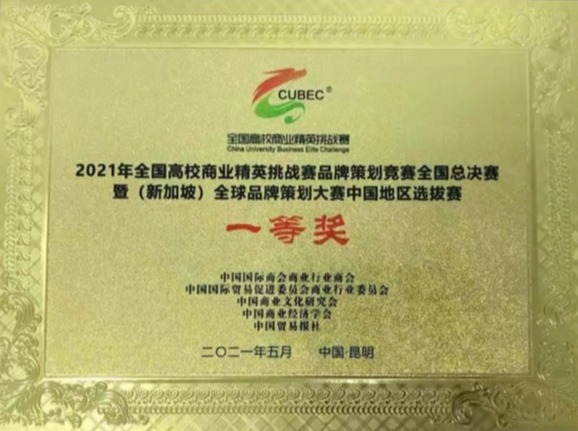 CUBEC®
全国高校商业精英挑战赛
China University Business Elite Challenge
2021年全国高校商业精英挑战赛品牌策划竞赛全国总决赛
暨（新加坡）全球品牌策划大赛中国地区选拔赛
一等奖
中国国际商会商业行业商会
中国国际贸易促进委员会商业行业委员会
中国商业文化研究会
中国商业经济学会
中国贸易报社
二〇二一年五月 中国·昆明